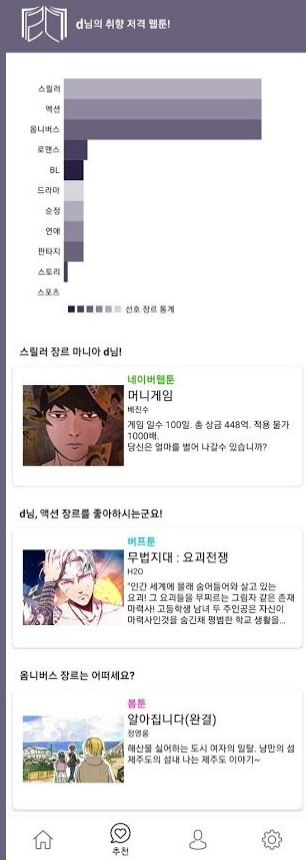 d님의 취향 저격 웹툰!
스릴러
액션
옴니버스
로맨스
BL
드라마
순정
연애
판타지
스토리
스포츠
선호 장르 통계
스릴러 장르 마니아 d님!
네이버웹툰
머니게임
배진수
게임 일수 100일. 총 상금 448억. 적용 물가
1000배.
당신은 얼마를 벌어 나갈수 있습니까?
d님, 액션 장르를 좋아하시는군요!
버프툰
무법지대 : 요괴전쟁
H2O
"인간 세계에 몰래 숨어들어와 살고 있는
요괴! 그 요괴들을 무찌르는 그림자 같은 존재
마력사! 고등학생 남녀 두 주인공은 자신이
마력사인것을 숨긴채 평범한 학교 생활을...
옴니버스 장르는 어떠세요?
봄툰
알아집니다(완결)
정영롱
해산물 싫어하는 도시 여자의 일탈. 낭만의 섬
제주도의 섬내 나는 제주도 이야기~
추천